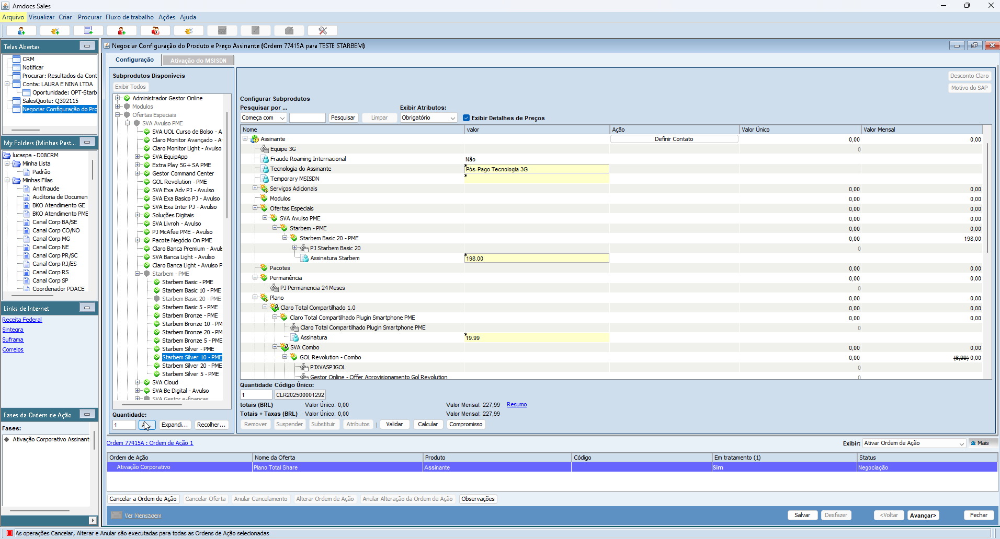 Amdocs Sales
Arquivo Visualizar Criar Procurar Fluxo de trabalho Ações Ajuda
Telas Abertas
CRM
Notificar
Procurar: Resultados da Cont
Conta: LAURA E NINA LTDA
Oportunidade: OPT-Starb
SalesQuote: Q392115
Negociar Configuração do Pro
My Folders (Minhas Past...
lucaspa - D08CRM
Minha Lista
Padrão
Minhas Filas
Antifraude
Auditoria de Documen
BKO Atendimento GE
BKO Atendimento PME
Canal Corp BA/SE
Canal Corp CO/NO
Canal Corp MG
Canal Corp NE
Canal Corp PR/SC
Canal Corp RJ/ES
Canal Corp RS
Canal Corp SP
Coordenador PDACE
Links de Internet
Receita Federal
Sintegra
Suframa
Correios
Fases da Ordem de Ação
Fases:
Ativação Corporativo Assinant
Negociar Configuração do Produto e Preço Assinante (Ordem 77415A para TESTE STARBEM)
Configuração Ativação do MSISDN
Subprodutos Disponíveis
Exibir Todos
Administrador Gestor Online
Modulos
Ofertas Especiais
SVA Avulso PME
SVA UOL Curso de Bolso - A
Claro Monitor Avançado - A
Claro Monitor Light - Avulso
SVA EquipApp
Extra Play 5G+ SA PME
Gestor Command Center
GOL Revolution - PME
SVA Exa Adv PJ - Avulso
SVA Exa Basico PJ - Avulso
SVA Exa Inter PJ - Avulso
Soluções Digitais
SVA Livroh - Avulso
PJ McAfee PME - Avulso
Pacote Negócio On PME
Claro Banca Premium - Avuls
SVA Banca Light - Avulso
Claro Banca Light - Avulso P
Starbem - PME
Starbem Basic - PME
Starbem Basic 10 - PME
Starbem Basic 20 - PME
Starbem Basic 5 - PME
Starbem Bronze - PME
Starbem Bronze 10 - PM
Starbem Bronze 20 - PM
Starbem Bronze 5 - PM
Starbem Silver - PME
Starbem Silver 10 - PME
Starbem Silver 20 - PME
Starbem Silver 5 - PME
SVA Cloud
SVA Be Digital - Avulso
SVA Gestor e-finanças
Quantidade:
1 Expandi... Recolher...
Desconto Claro
Motivo do SAP
Configurar Subprodutos
Pesquisar por ... Exibir Atributos:
Começa com Pesquisar Limpar Obrigatório Exibir Detalhes de Preços
Nome valor Ação Valor Único Valor Mensal
Assinante Definir Contato 0,00 0,00
Equipe 3G 0
Fraude Roaming Internacional Não
Tecnologia do Assinante *Pós-Pago Tecnologia 3G
Temporary MSISDN *
Serviços Adicionais 0,00 0,00
Modulos 0,00 0,00
Ofertas Especiais 0,00 0,00
SVA Avulso PME 0,00 0,00
Starbem - PME 0,00 0,00
Starbem Basic 20 - PME 0,00 198,00
PJ Starbem Basic 20 0
Assinatura Starbem *198.00
Pacotes 0,00 0,00
Permanência 0,00 0,00
PJ Permanencia 24 Meses 0
Plano 0,00 0,00
Claro Total Compartilhado 1.0 0,00 0,00
Claro Total Compartilhado Plugin Smartphone PME 0,00 0,00
Claro Total Compartilhado Plugin Smartphone PME 0
Assinatura *19.99
SVA Combo 0,00 0,00
GOL Revolution - Combo 0,00 (6,99) 0,00
PJXVASPJGOL 0
Gestor Online - Offer Aprovisionamento Gol Revolution 0
Quantidade Código Único:
1 CLR202500001292
totais (BRL) Valor Único: 0,00 Valor Mensal: 227,99 Resumo
Totais + Taxas (BRL) Valor Único: 0,00 Valor Mensal: 227,99
Remover Suspender Substituir Atributos | Validar Calcular Compromisso
Ordem 77415A : Ordem de Ação 1 Exibir: Ativar Ordem de Ação Mais
Ordem de Ação Nome da Oferta Produto Código Em tratamento (1) Status
Ativação Corporativo Plano Total Share Assinante Sim Negociação
Cancelar a Ordem de Ação Cancelar Oferta Anular Cancelamento Alterar Ordem de Ação Anular Alteração da Ordem de Ação Observações
Ver Mensagem Salvar Desfazer <Voltar Avançar> Fechar
As operações Cancelar, Alterar e Anular são executadas para todas as Ordens de Ação selecionadas